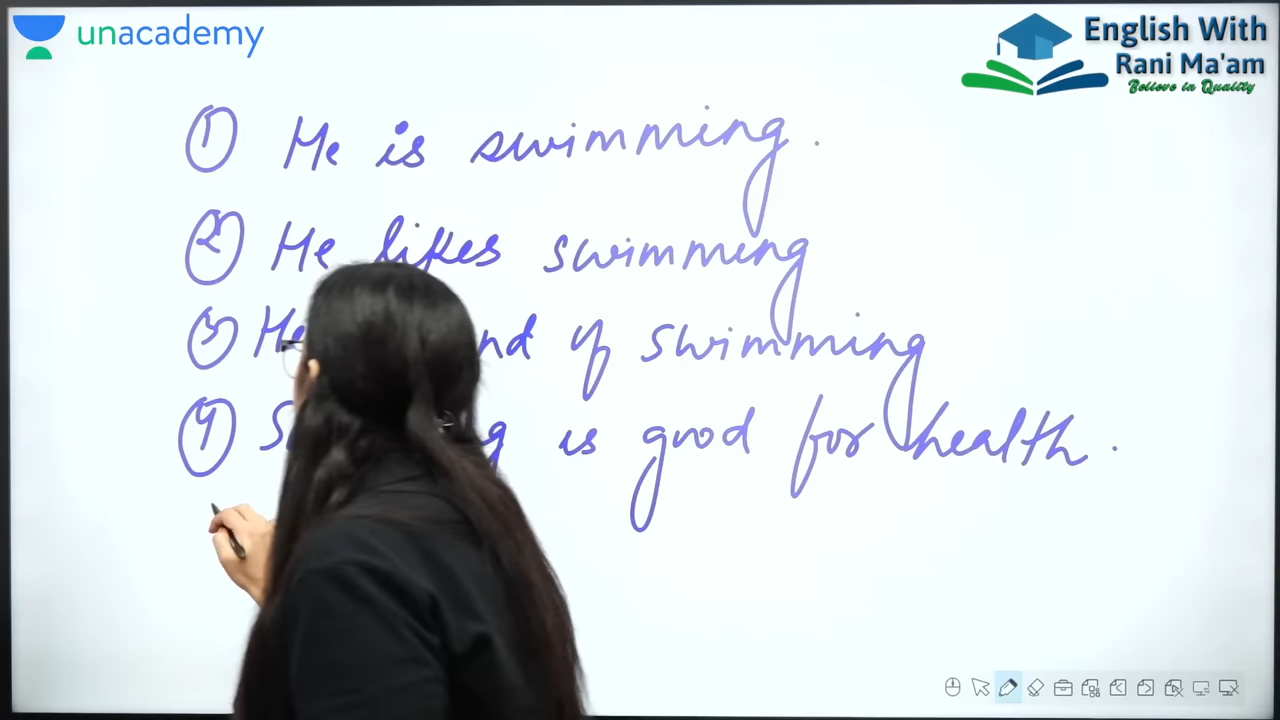 unacademy
English With
Rani Ma'am
Believe in Quality
1 He is swimming.
2 He likes swimming
3 He of swimming
4 is good for health.